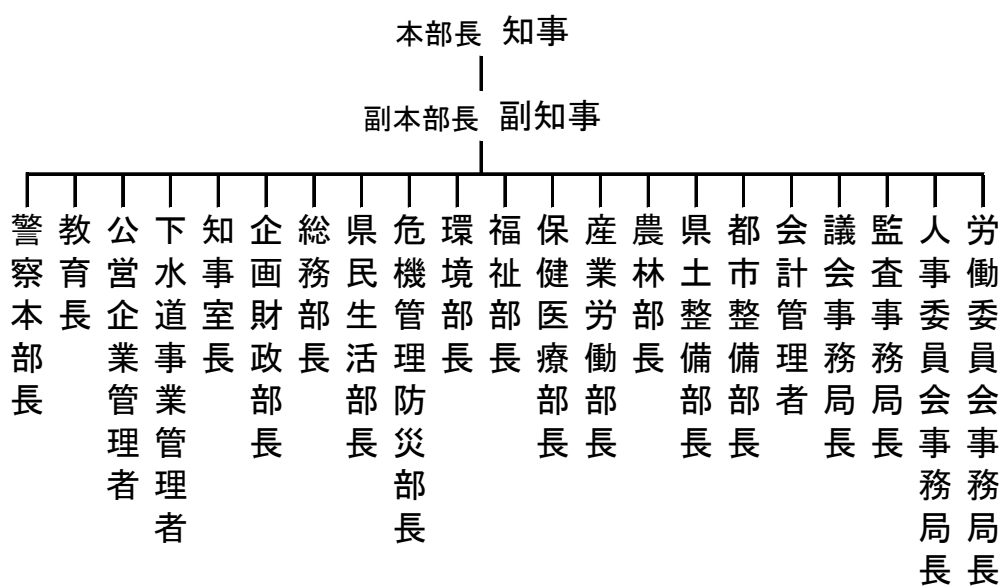 本部長 知事
副本部長 副知事
警察本部長
教育長
公営企業管理者
下水道事業管理者
知事室長
企画財政部長
総務部長
県民生活部長
危機管理防災部長
環境部長
福祉部長
保健医療部長
産業労働部長
農林部長
県土整備部長
都市整備部長
会計管理者
議会事務局長
監査事務局長
人事委員会事務局長
労働委員会事務局長